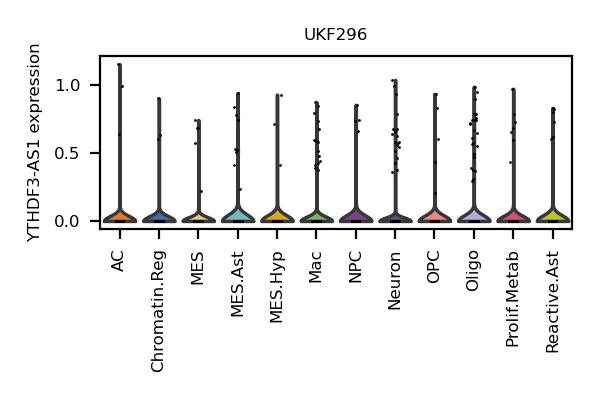 UKF296
YTHDF3-AS1 expression
1.0
0.5
0.0
AC
Chromatin.Reg
MES
MES.Ast
MES.Hyp
Mac
NPC
Neuron
OPC
Oligo
Prolif.Metab
Reactive.Ast